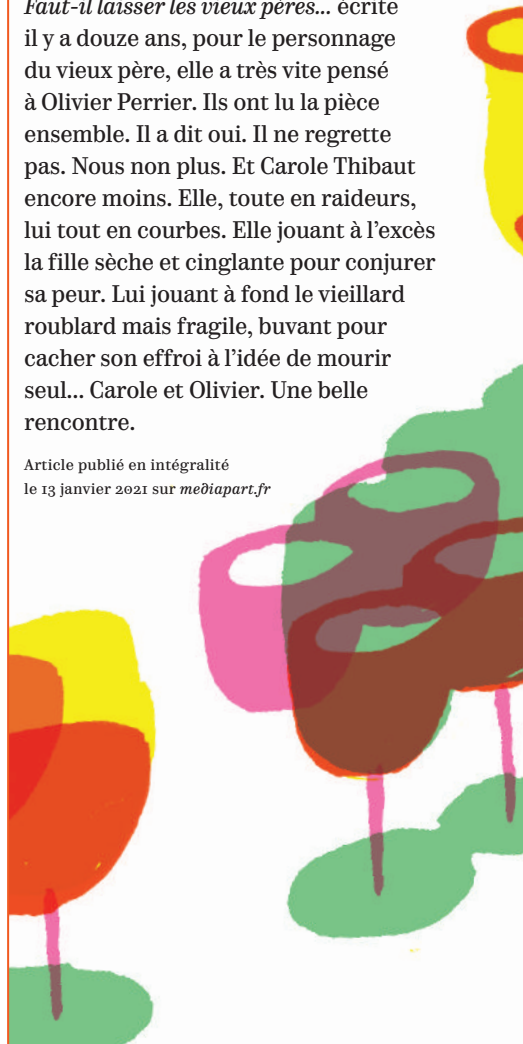 Faut-il laisser les vieux pères... écrite
il y a douze ans, pour le personnage
du vieux père, elle a très vite pensé
à Olivier Perrier. Ils ont lu la pièce
ensemble. Il a dit oui. Il ne regrette
pas. Nous non plus. Et Carole Thibaut
encore moins. Elle, toute en raideurs,
lui tout en courbes. Elle jouant à l’excès
la fille sèche et cinglante pour conjurer
sa peur. Lui jouant à fond le vieillard
roublard mais fragile, buvant pour
cacher son effroi à l’idée de mourir
seul... Carole et Olivier. Une belle
rencontre.
Article publié en intégralité
le 13 janvier 2021 sur mediapart.fr